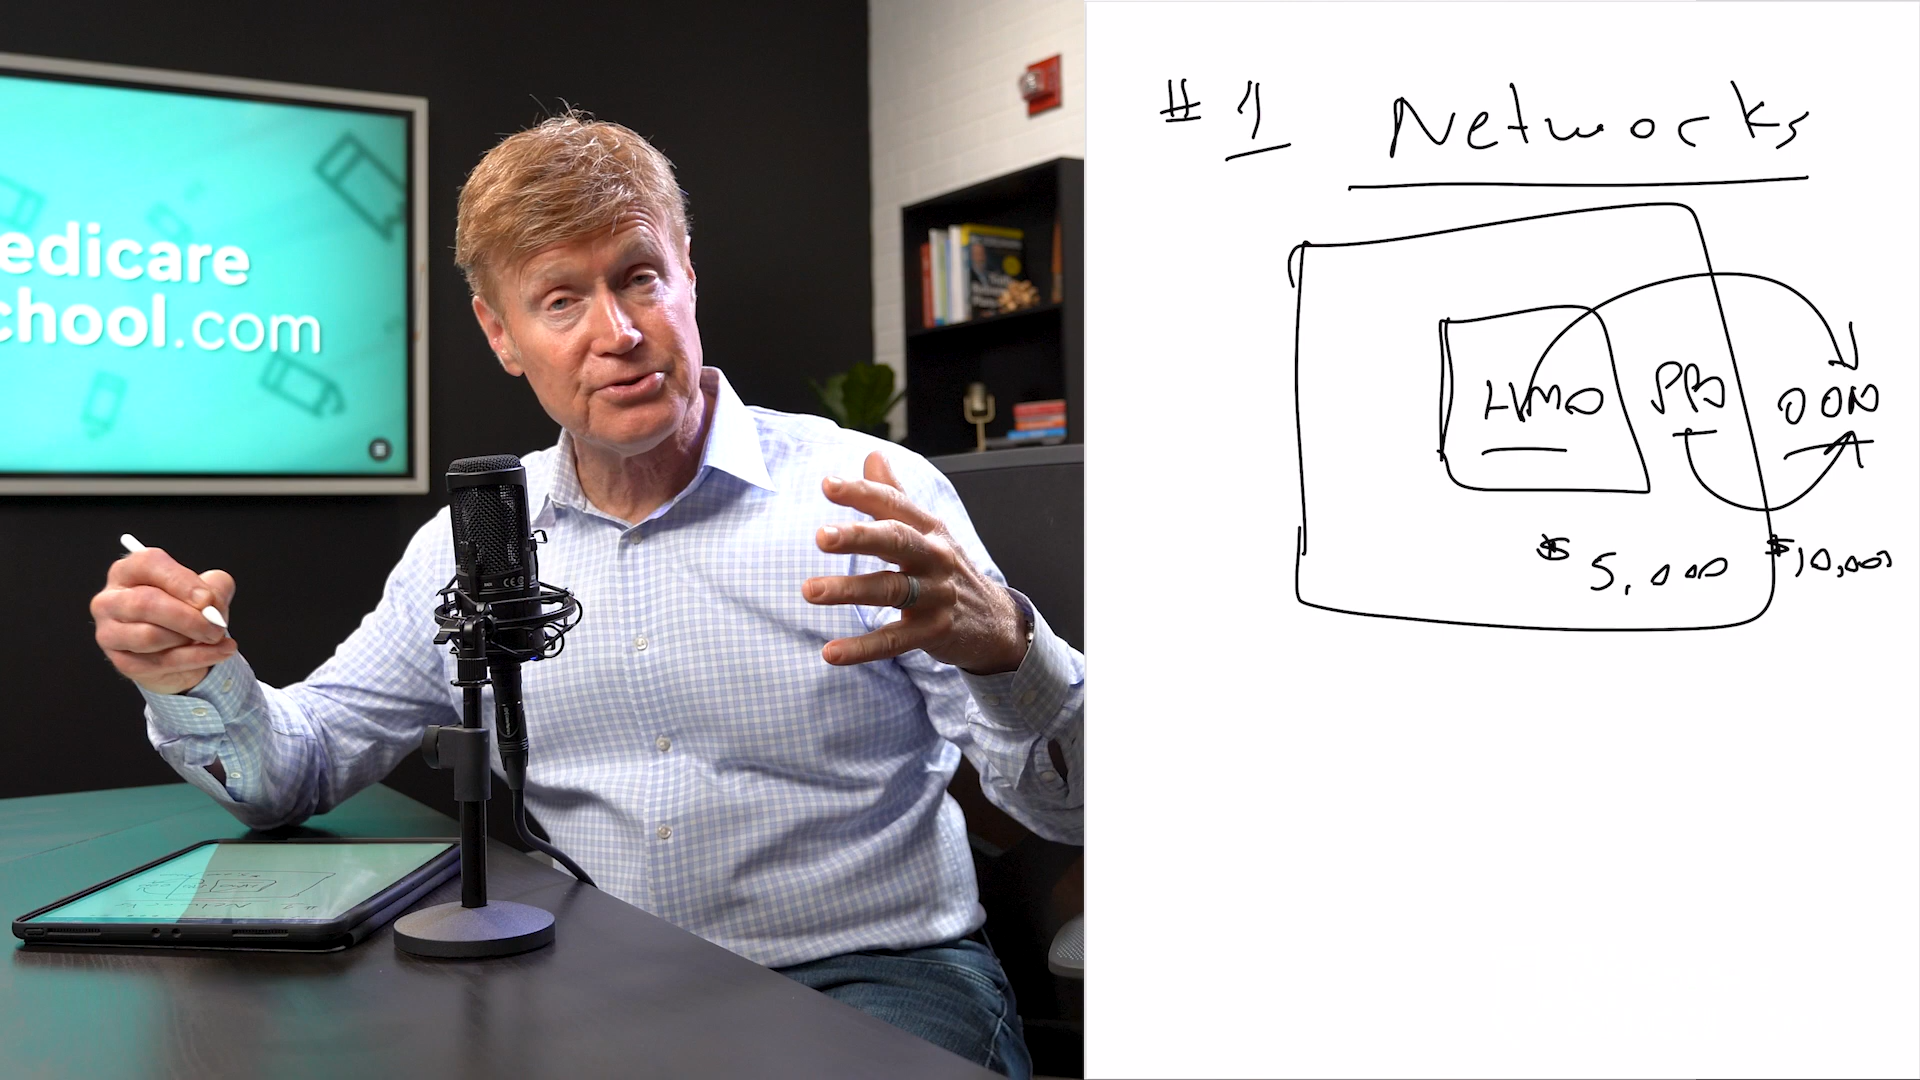 edicare
chool.com
# 1 Networks
HMO PPO OON
$ 5,000 $10,000